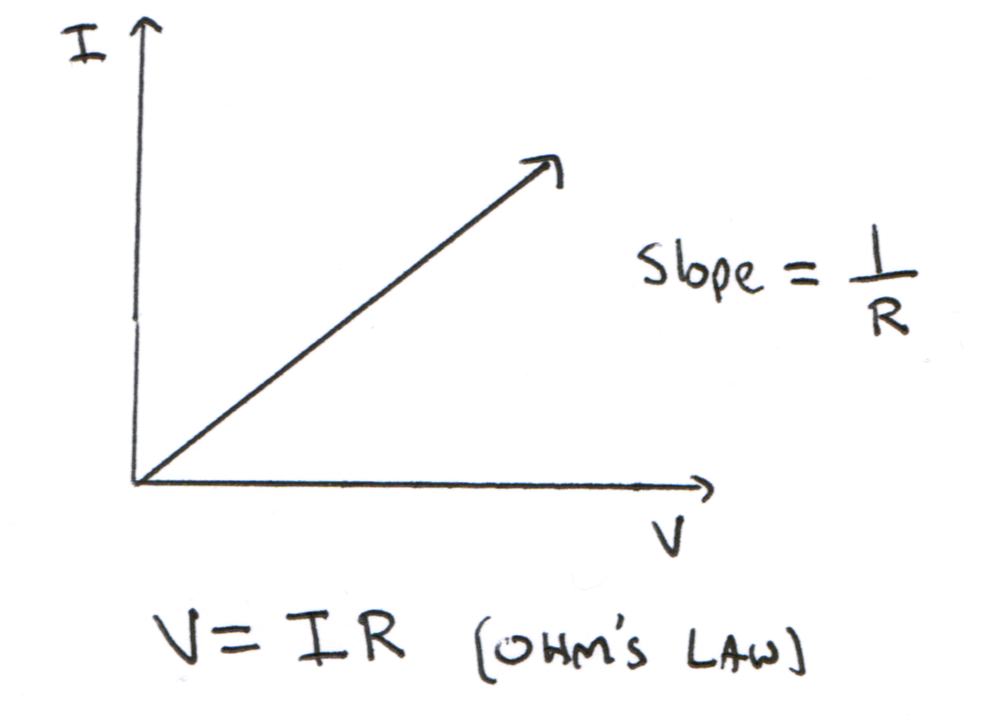 I
Slope = 1/R
V
V = IR (OHM'S LAW)